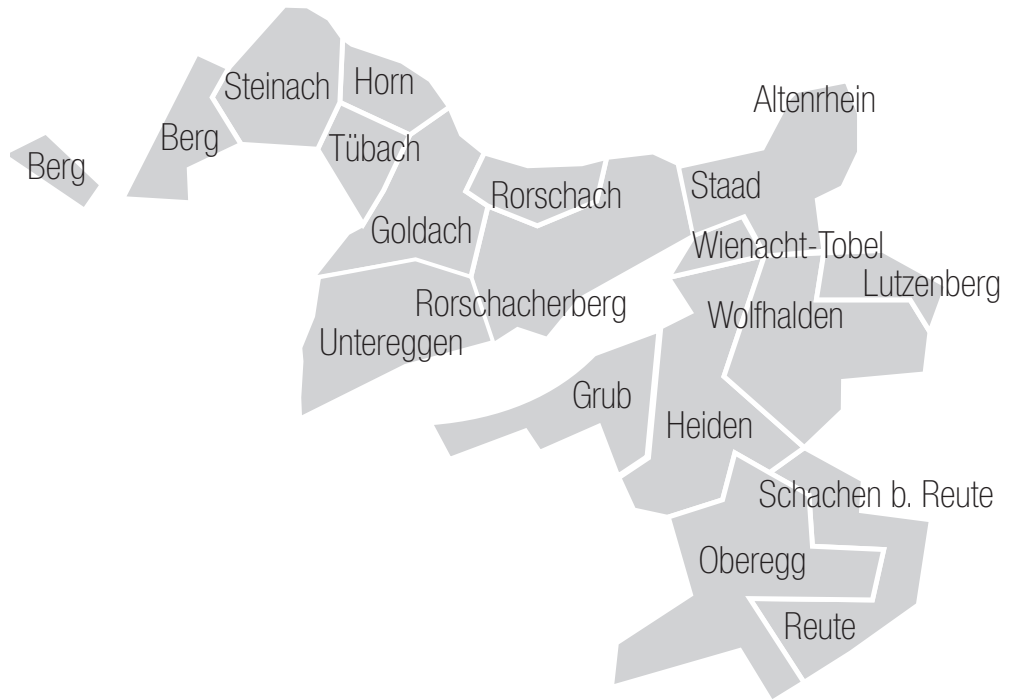 Steinach
Horn
Altenrhein
Berg
Tübach
Berg
Staad
Rorschach
Goldach
Wienacht-Tobel
Lutzenberg
Rorschacherberg
Wolfhalden
Untereggen
Grub
Heiden
Schachen b. Reute
Oberegg
Reute